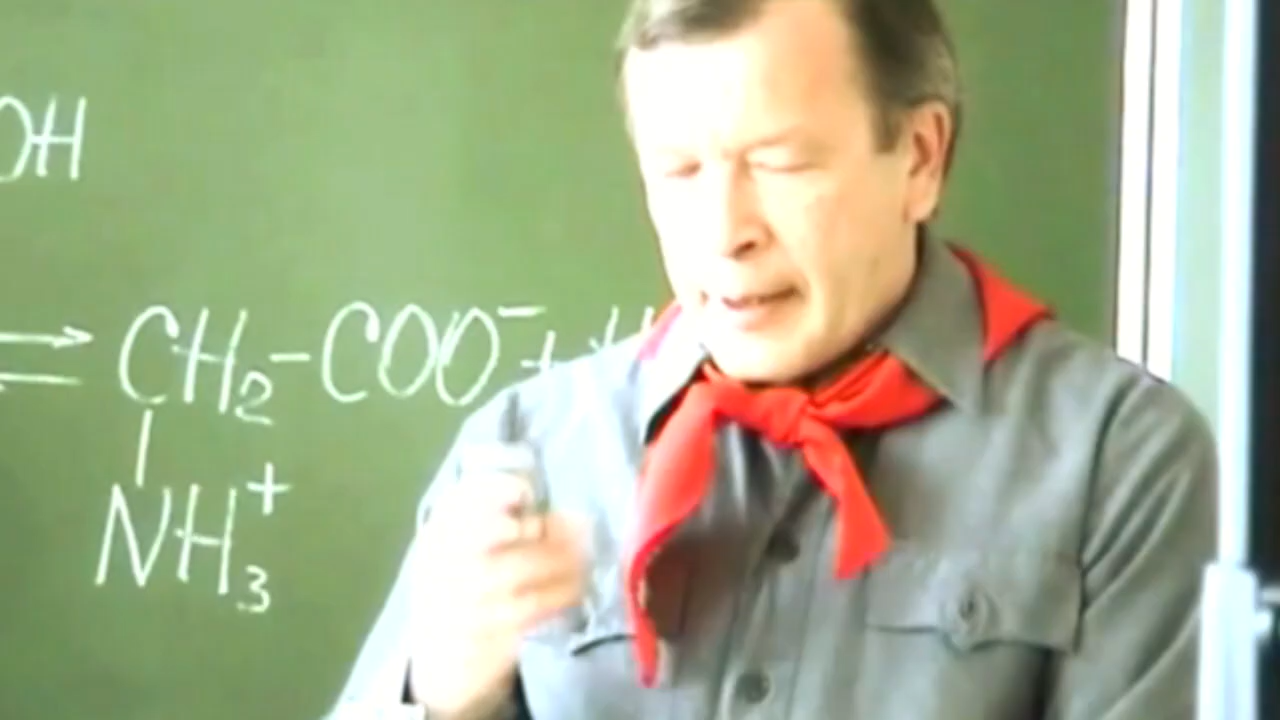 OH
⇌ CH₂-COO⁻ + H
|
NH₃⁺